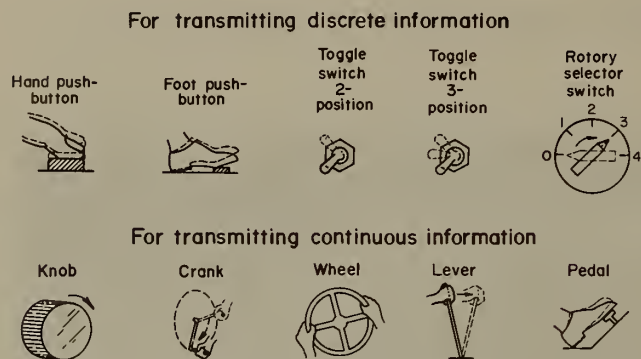 For transmitting discrete information
Hand push-
button
Foot push-
button
Toggle
switch
2-
position
Toggle
switch
3-
position
Rotory
selector
switch
0 1 2 3 4
For transmitting continuous information
Knob
Crank
Wheel
Lever
Pedal